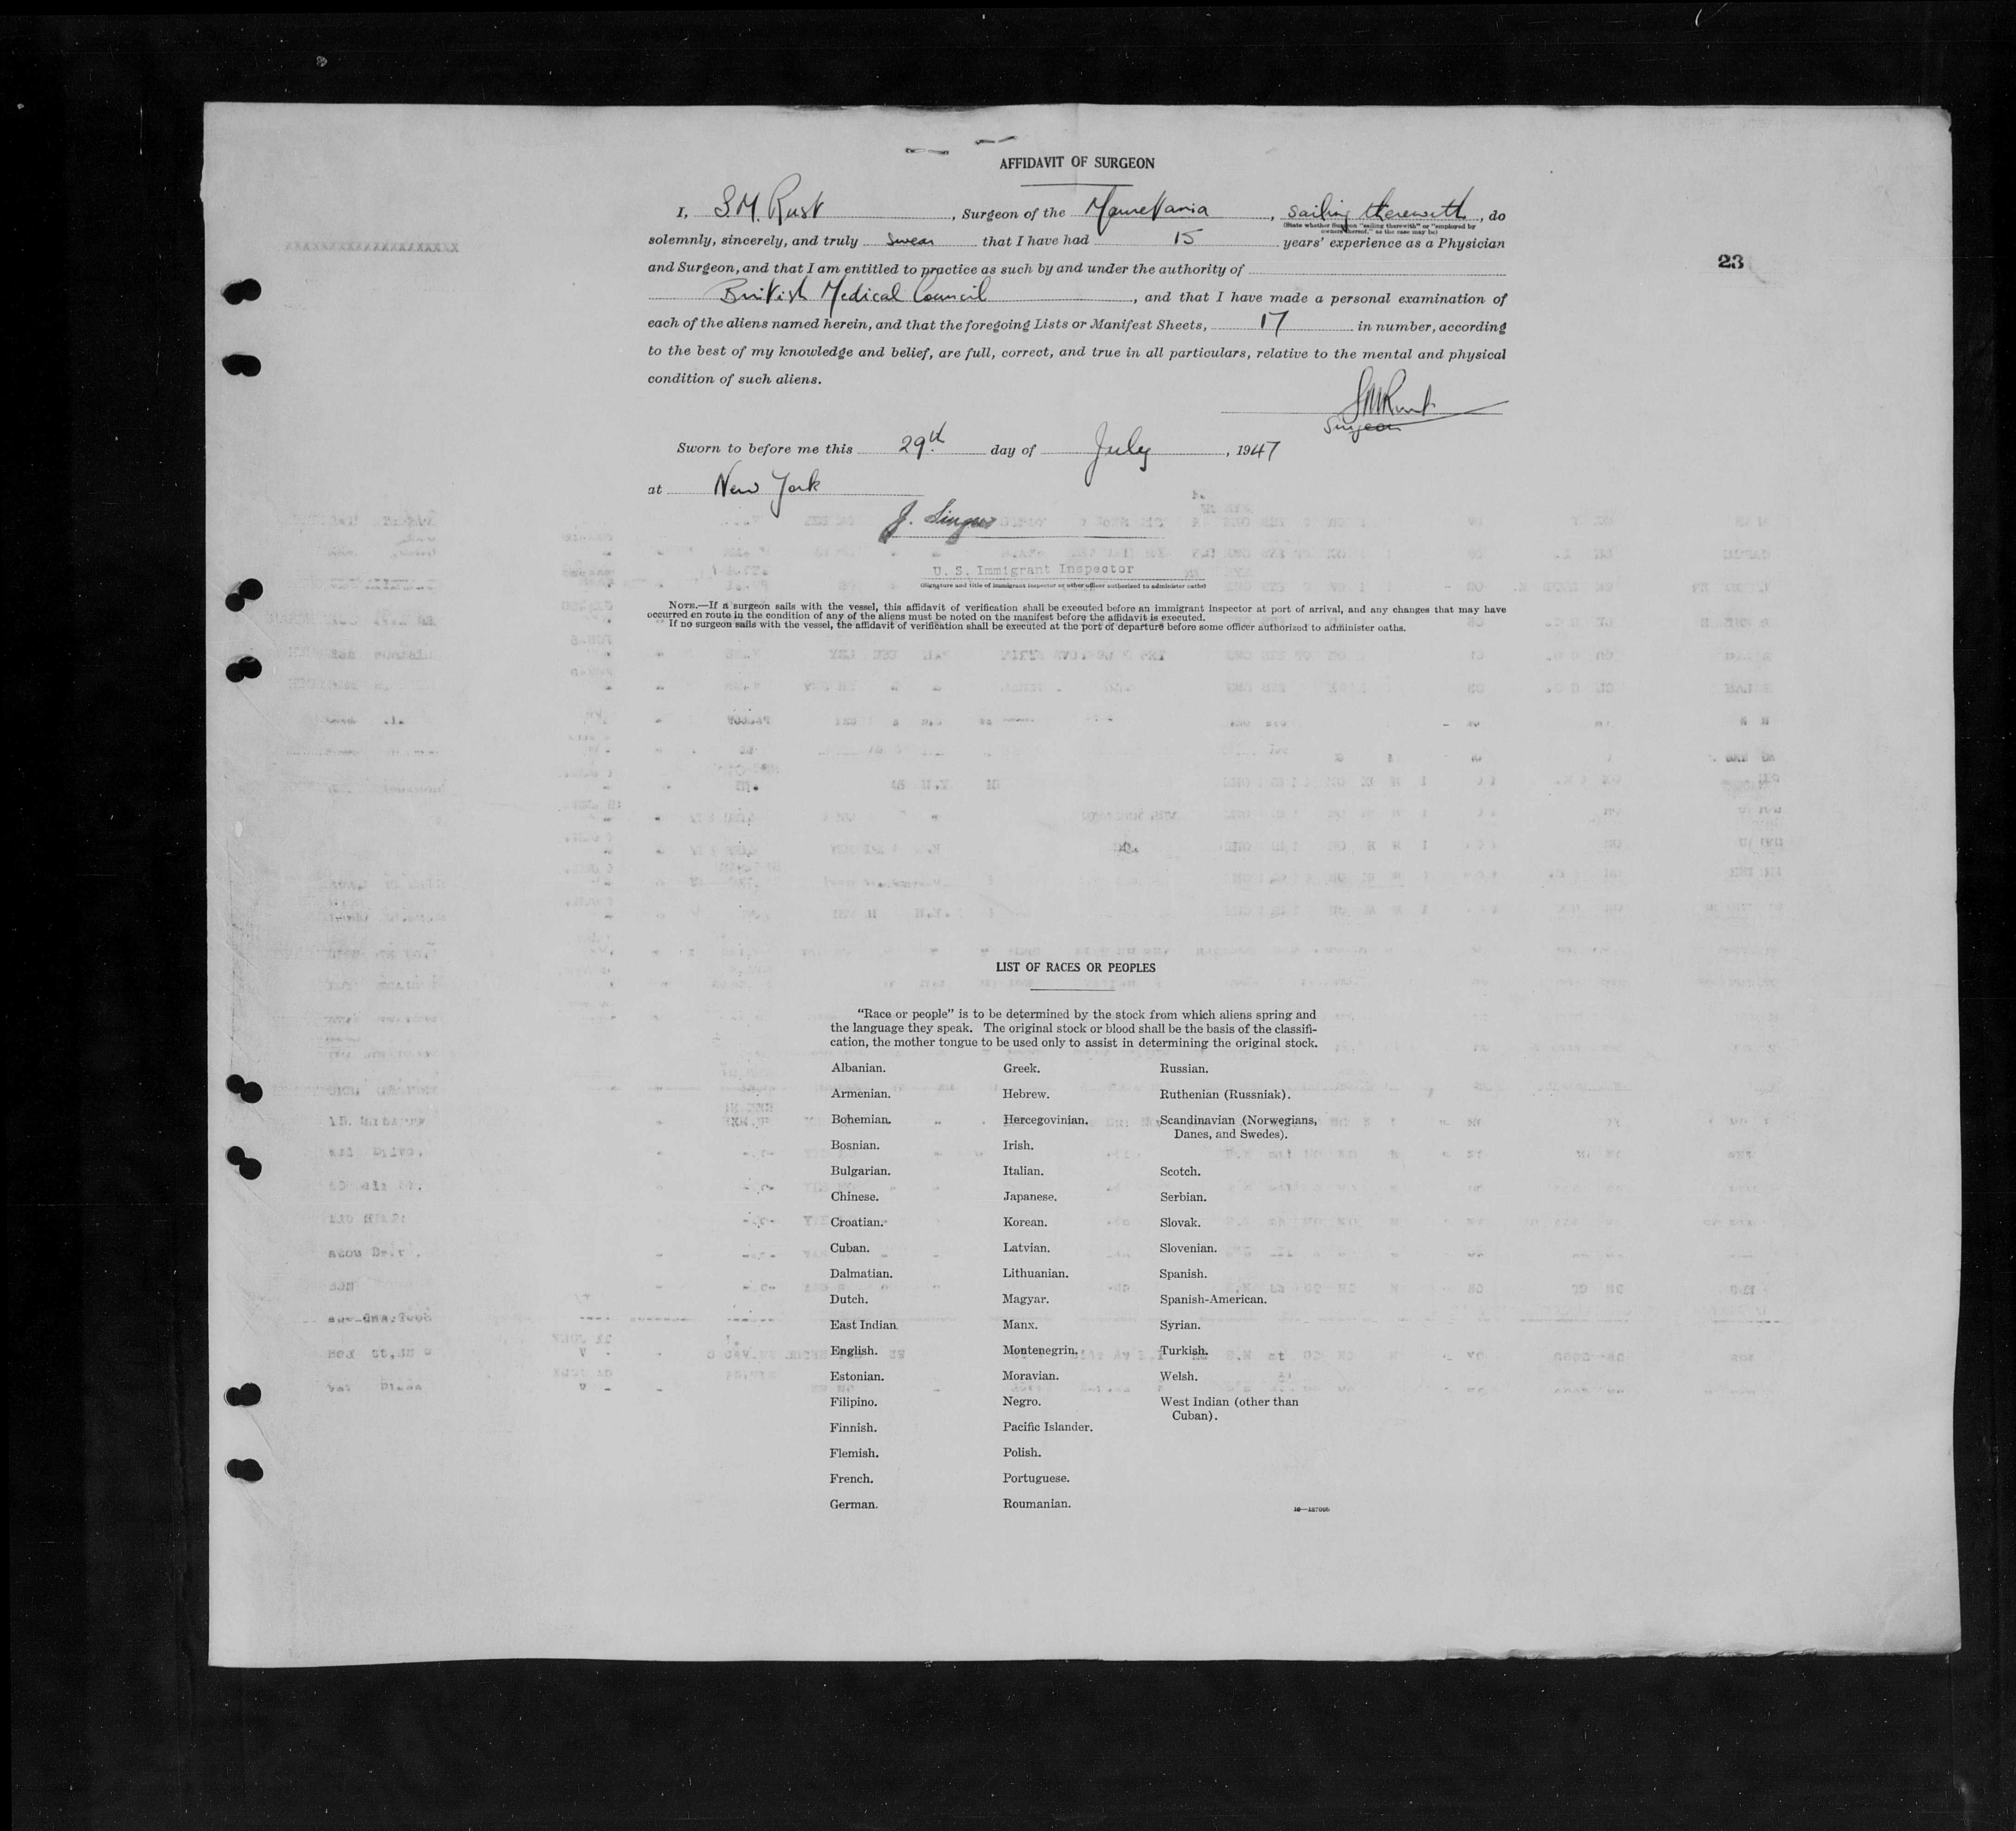 AFFIDAVIT OF SURGEON
I, S.M. Rust, Surgeon of the Mauretania, sailing therewith, do
(State whether Surgeon "sailing therewith" or "employed by
owners thereof," as the case may be)
solemnly, sincerely, and truly swear that I have had 15 years' experience as a Physician
23
and Surgeon, and that I am entitled to practice as such by and under the authority of
British Medical Council, and that I have made a personal examination of
each of the aliens named herein, and that the foregoing Lists or Manifest Sheets, 17 in number, according
to the best of my knowledge and belief, are full, correct, and true in all particulars, relative to the mental and physical
condition of such aliens.
SMRust
Surgeon
Sworn to before me this 29th day of July, 1947
at New York
J. Singer
U. S. Immigrant Inspector
(Signature and title of immigrant inspector or other officer authorized to administer oaths)
NOTE.—If a surgeon sails with the vessel, this affidavit of verification shall be executed before an immigrant inspector at port of arrival, and any changes that may have
occurred en route in the condition of any of the aliens must be noted on the manifest before the affidavit is executed.
If no surgeon sails with the vessel, the affidavit of verification shall be executed at the port of departure before some officer authorized to administer oaths.
LIST OF RACES OR PEOPLES
"Race or people" is to be determined by the stock from which aliens spring and
the language they speak. The original stock or blood shall be the basis of the classifi-
cation, the mother tongue to be used only to assist in determining the original stock.
Albanian.
Armenian.
Bohemian.
Bosnian.
Bulgarian.
Chinese.
Croatian.
Cuban.
Dalmatian.
Dutch.
East Indian
English.
Estonian.
Filipino.
Finnish.
Flemish.
French.
German.
Greek.
Hebrew.
Hercegovinian.
Irish.
Italian.
Japanese.
Korean.
Latvian.
Lithuanian.
Magyar.
Manx.
Montenegrin.
Moravian.
Negro.
Pacific Islander.
Polish.
Portuguese.
Roumanian.
Russian.
Ruthenian (Russniak).
Scandinavian (Norwegians,
Danes, and Swedes).
Scotch.
Serbian.
Slovak.
Slovenian.
Spanish.
Spanish-American.
Syrian.
Turkish.
Welsh.
West Indian (other than
Cuban).